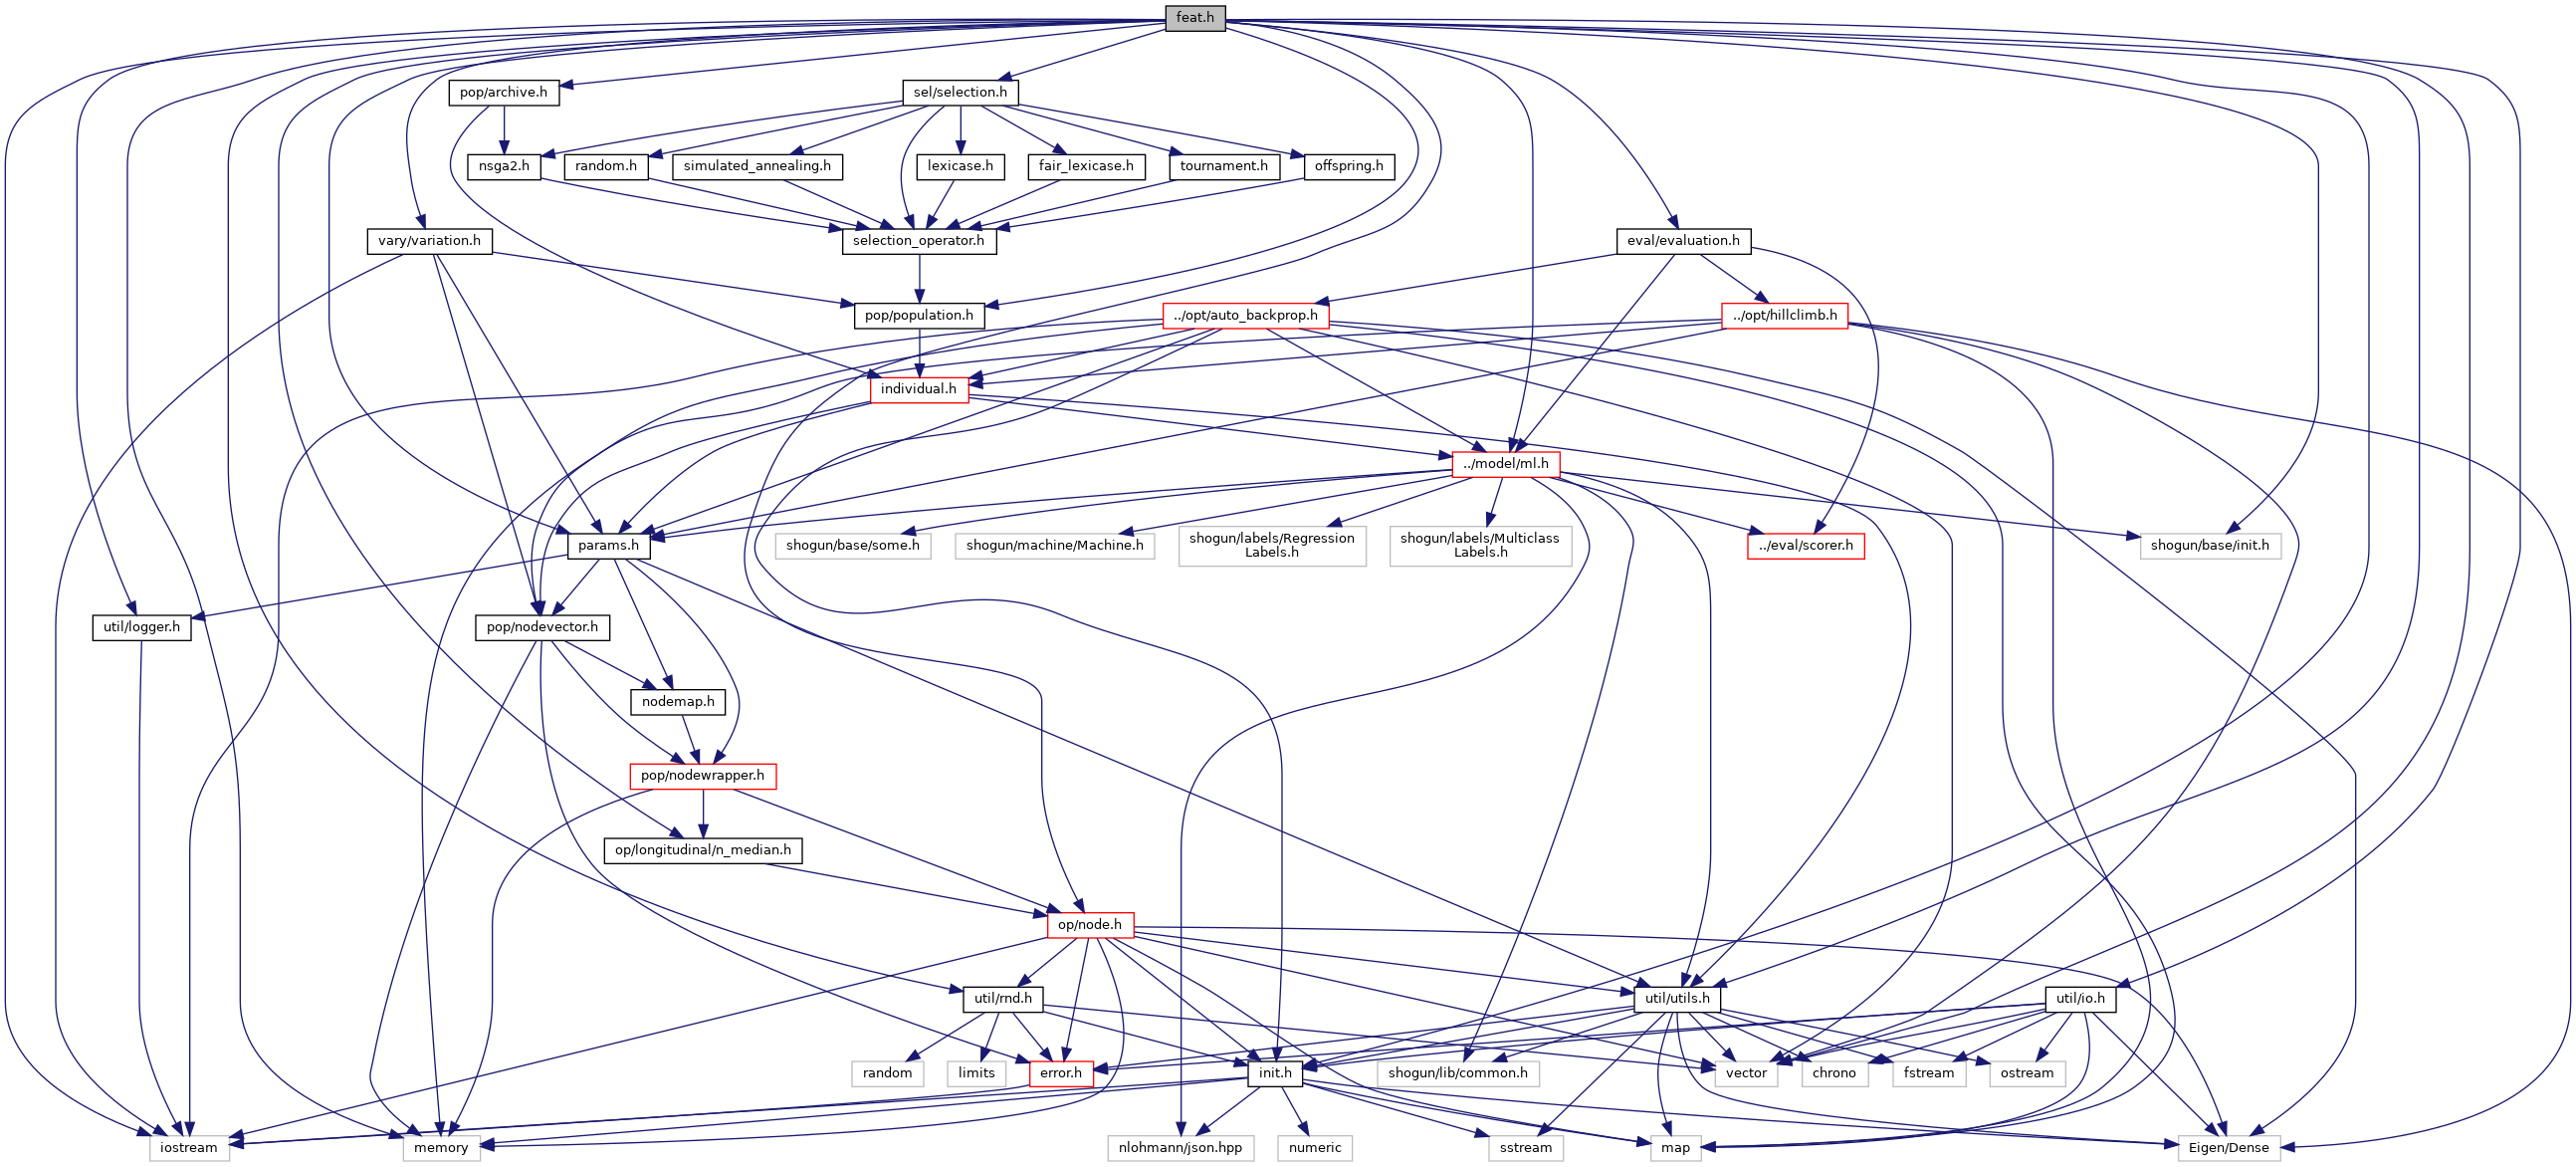 feat.h
pop/archive.h
sel/selection.h
nsga2.h
random.h
simulated_annealing.h
lexicase.h
fair_lexicase.h
tournament.h
offspring.h
vary/variation.h
selection_operator.h
eval/evaluation.h
pop/population.h
../opt/auto_backprop.h
../opt/hillclimb.h
individual.h
../model/ml.h
params.h
shogun/base/some.h
shogun/machine/Machine.h
shogun/labels/Regression
Labels.h
shogun/labels/Multiclass
Labels.h
../eval/scorer.h
shogun/base/init.h
util/logger.h
pop/nodevector.h
nodemap.h
pop/nodewrapper.h
op/longitudinal/n_median.h
op/node.h
util/rnd.h
util/utils.h
util/io.h
random
limits
error.h
init.h
shogun/lib/common.h
vector
chrono
fstream
ostream
iostream
memory
nlohmann/json.hpp
numeric
sstream
map
Eigen/Dense